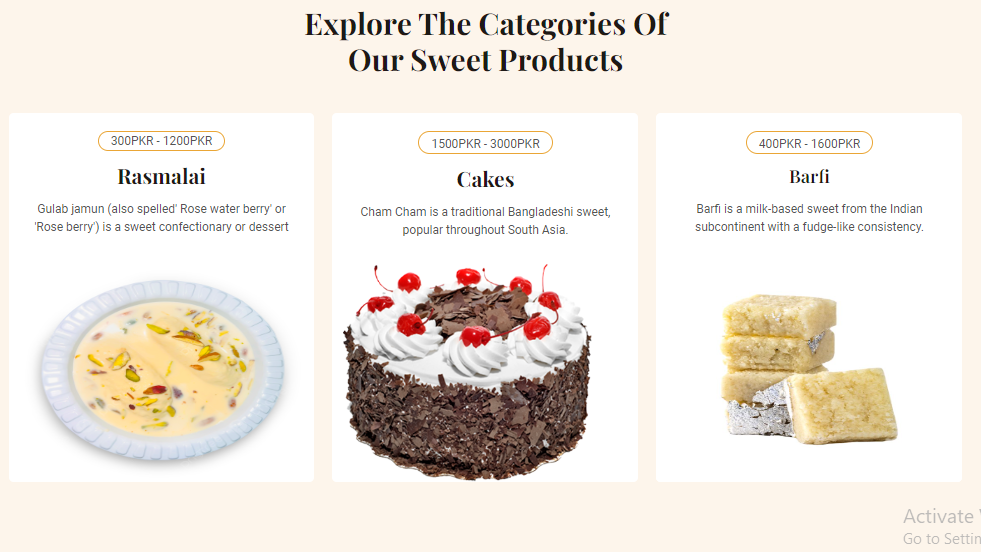 Explore The Categories Of
Our Sweet Products
300PKR - 1200PKR
Rasmalai
Gulab jamun (also spelled' Rose water berry' or
'Rose berry') is a sweet confectionary or dessert
1500PKR - 3000PKR
Cakes
Cham Cham is a traditional Bangladeshi sweet,
popular throughout South Asia.
400PKR - 1600PKR
Barfi
Barfi is a milk-based sweet from the Indian
subcontinent with a fudge-like consistency.
Activate
Go to Settin